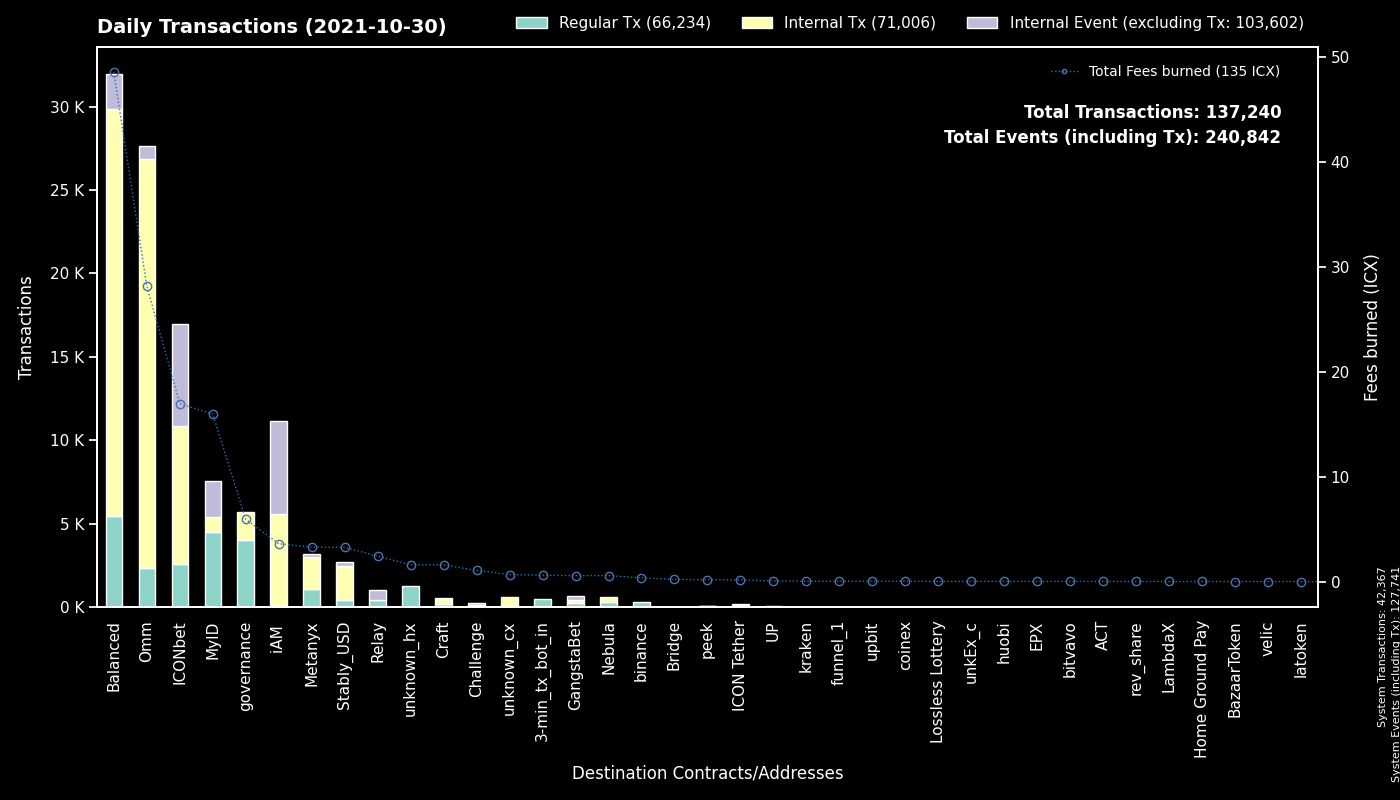 Daily Transactions (2021-10-30)
Regular Tx (66,234)
Internal Tx (71,006)
Internal Event (excluding Tx: 103,602)
Total Fees burned (135 ICX)
Total Transactions: 137,240
Total Events (including Tx): 240,842
Transactions
30 K
25 K
20 K
15 K
10 K
5 K
0 K
50
40
30
20
10
0
Fees burned (ICX)
Balanced
Omm
ICONbet
MyID
governance
iAM
Metanyx
Stably_USD
Relay
unknown_hx
Craft
Challenge
unknown_cx
3-min_tx_bot_in
GangstaBet
Nebula
binance
Bridge
peek
ICON Tether
UP
kraken
funnel_1
upbit
coinex
Lossless Lottery
unkEx_c
huobi
EPX
bitvavo
ACT
rev_share
LambdaX
Home Ground Pay
BazaarToken
velic
latoken
Destination Contracts/Addresses
System Transactions: 42,367
System Events (including Tx): 127,741